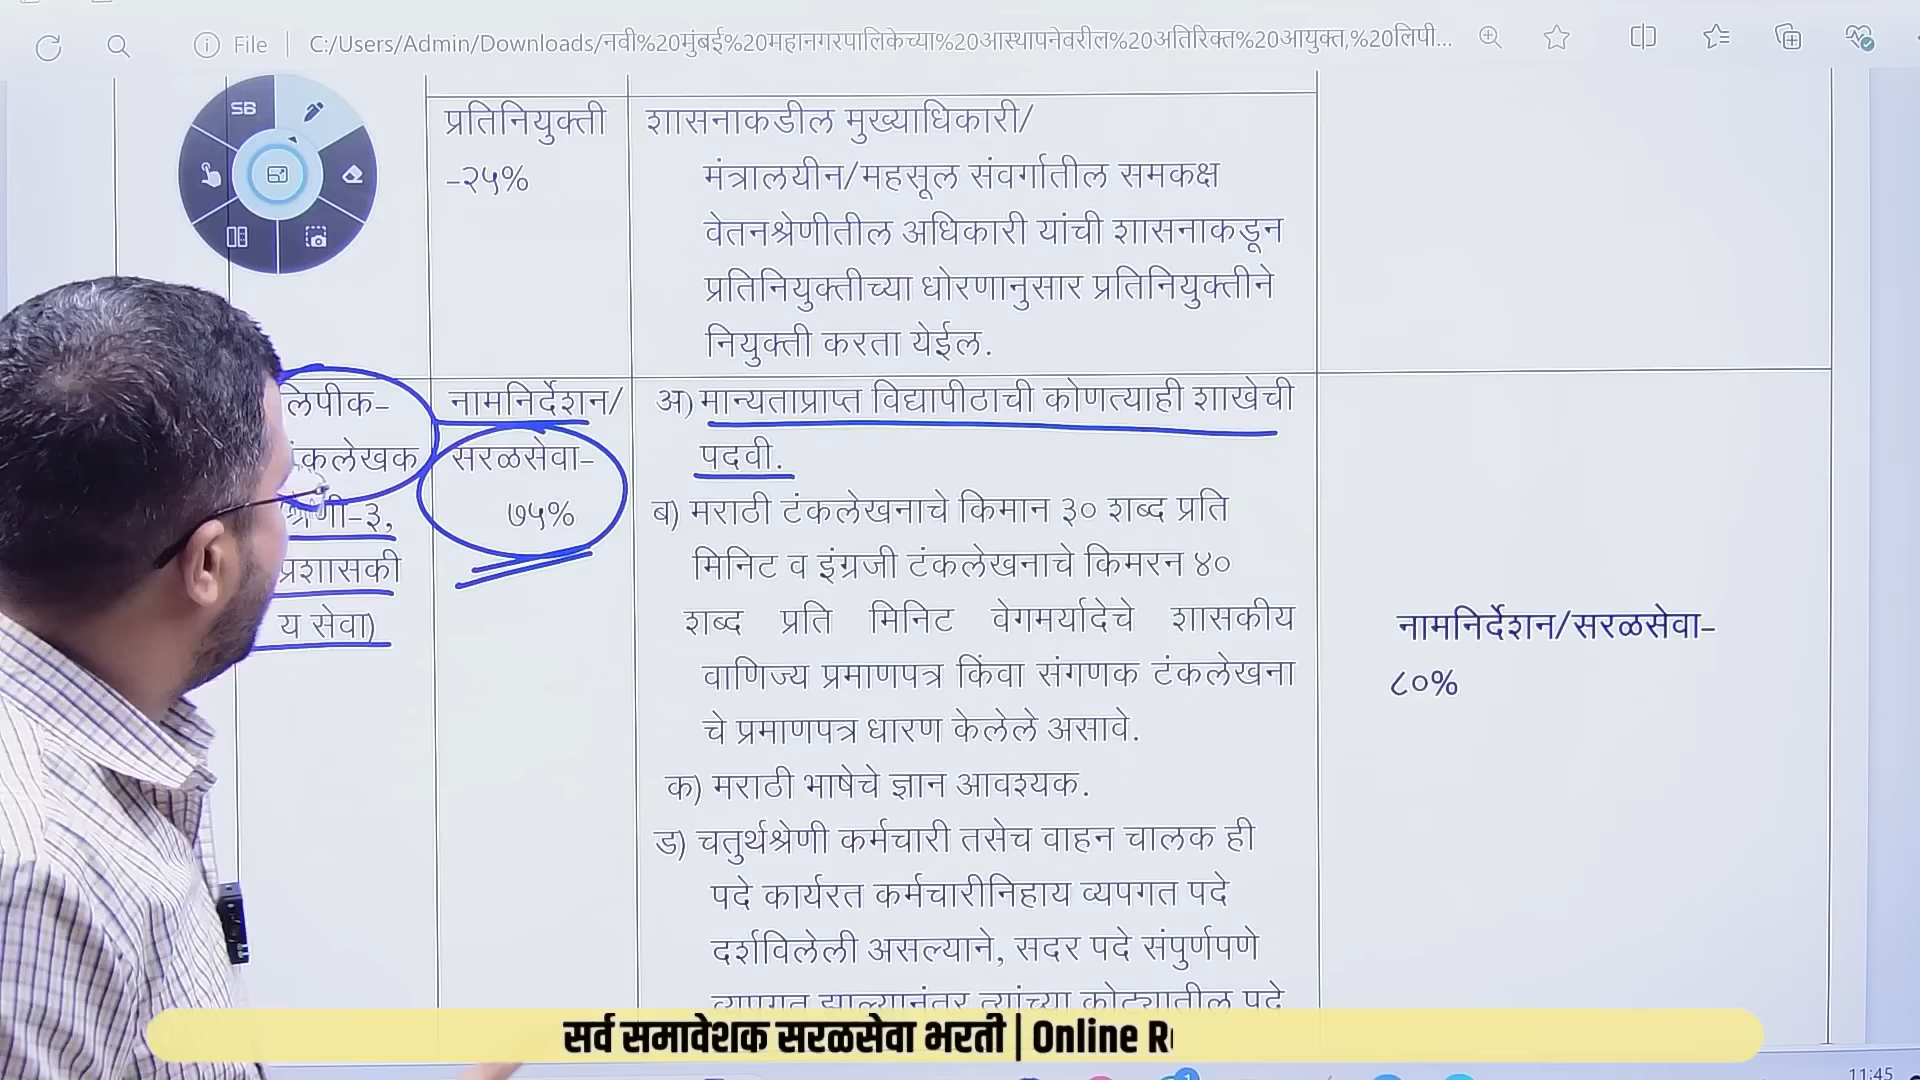 File
C:/Users/Admin/Downloads/नवी%20मुंबई%20महानगरपालिकेच्या%20आस्थापनेवरील%20अतिरिक्त%20आयुक्त,%20लिपी...
SB
प्रतिनियुक्ती
-२५%
शासनाकडील मुख्याधिकारी/
मंत्रालयीन/महसूल संवर्गातील समकक्ष
वेतनश्रेणीतील अधिकारी यांची शासनाकडून
प्रतिनियुक्तीच्या धोरणानुसार प्रतिनियुक्तीने
नियुक्ती करता येईल.
लिपीक-
टंकलेखक
श्रेणी-३,
प्रशासकी
य सेवा)
नामनिर्देशन/
सरळसेवा-
७५%
अ) मान्यताप्राप्त विद्यापीठाची कोणत्याही शाखेची
पदवी.
ब) मराठी टंकलेखनाचे किमान ३० शब्द प्रति
मिनिट व इंग्रजी टंकलेखनाचे किमरन ४०
शब्द प्रति मिनिट वेगमर्यादेचे शासकीय
वाणिज्य प्रमाणपत्र किंवा संगणक टंकलेखना
चे प्रमाणपत्र धारण केलेले असावे.
क) मराठी भाषेचे ज्ञान आवश्यक.
ड) चतुर्थश्रेणी कर्मचारी तसेच वाहन चालक ही
पदे कार्यरत कर्मचारीनिहाय व्यपगत पदे
दर्शविलेली असल्याने, सदर पदे संपुर्णपणे
व्यपगत झाल्यानंतर त्यांच्या कोट्यातील पदे
नामनिर्देशन/सरळसेवा-
८०%
सर्व समावेशक सरळसेवा भरती | Online R
11:45